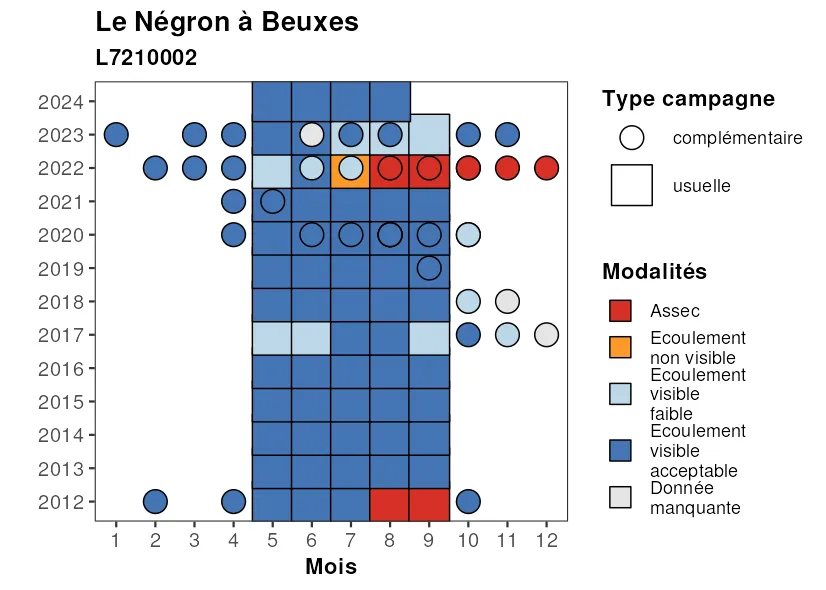 Le Négron à Beuxes
L7210002
2024
2023
2022
2021
2020
2019
2018
2017
2016
2015
2014
2013
2012
1 2 3 4 5 6 7 8 9 10 11 12
Mois
Type campagne
complémentaire
usuelle
Modalités
Assec
Ecoulement
non visible
Ecoulement
visible
faible
Ecoulement
visible
acceptable
Donnée
manquante